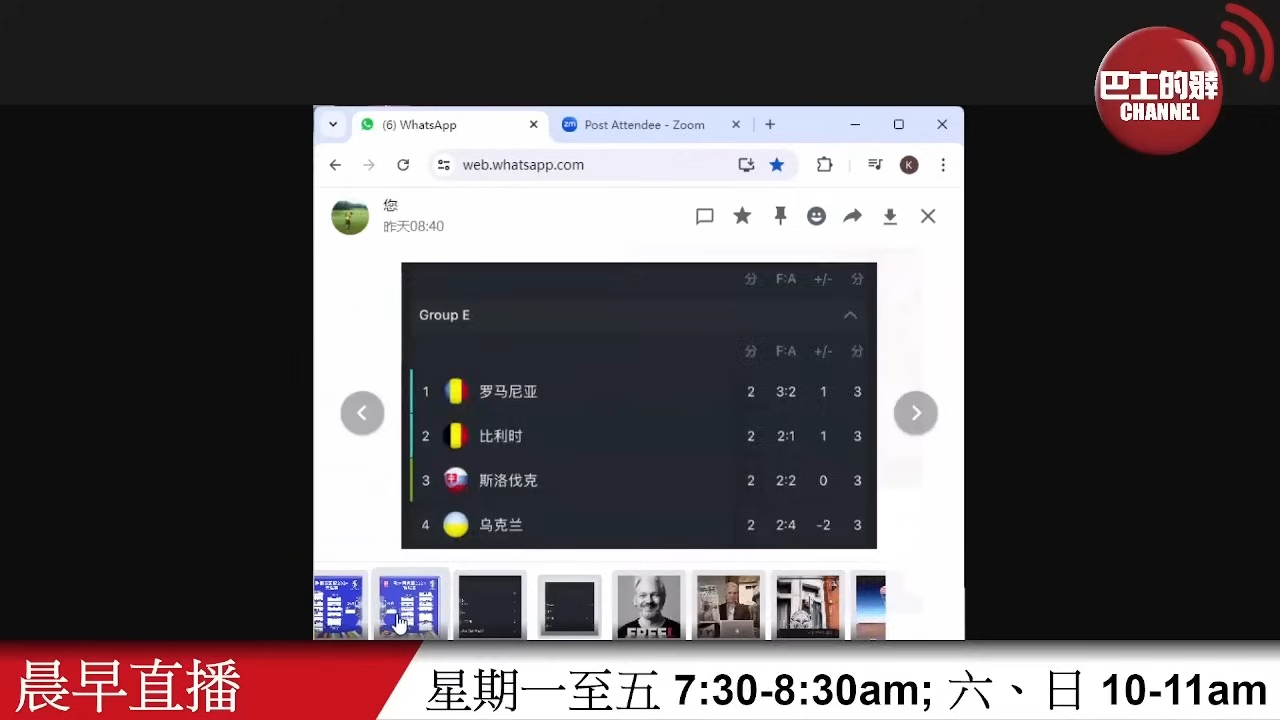 巴士的報
CHANNEL
(6) WhatsApp
zm Post Attendee - Zoom
web.whatsapp.com
K
您
昨天08:40
分 F:A +/- 分
Group E
分 F:A +/- 分
1 罗马尼亚 2 3:2 1 3
2 比利时 2 2:1 1 3
3 斯洛伐克 2 2:2 0 3
4 乌克兰 2 2:4 -2 3
FREE!
晨早直播
星期一至五 7:30-8:30am; 六、日 10-11am